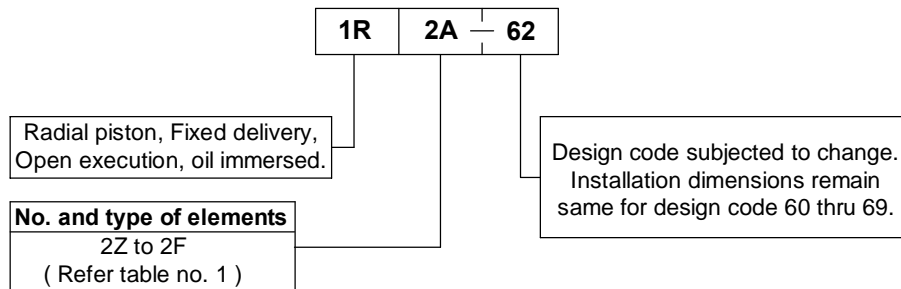 1R 2A — 62
Radial piston, Fixed delivery,
Open execution, oil immersed.
Design code subjected to change.
Installation dimensions remain
same for design code 60 thru 69.
No. and type of elements
2Z to 2F
( Refer table no. 1 )